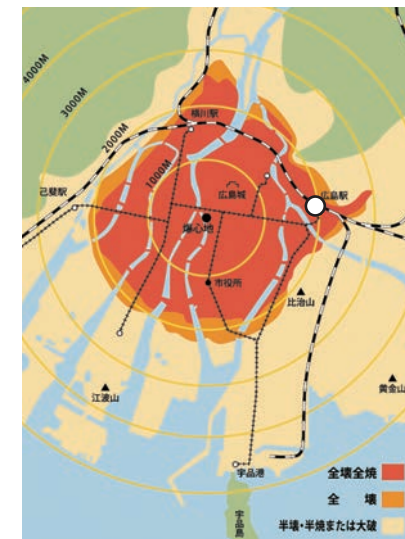 4000M
3000M
2000M
1000M
横川駅
己斐駅
広島城
広島駅
爆心地
市役所
比治山
江波山
黄金山
宇品港
宇品島
全壊全焼
全　壊
半壊・半焼または大破